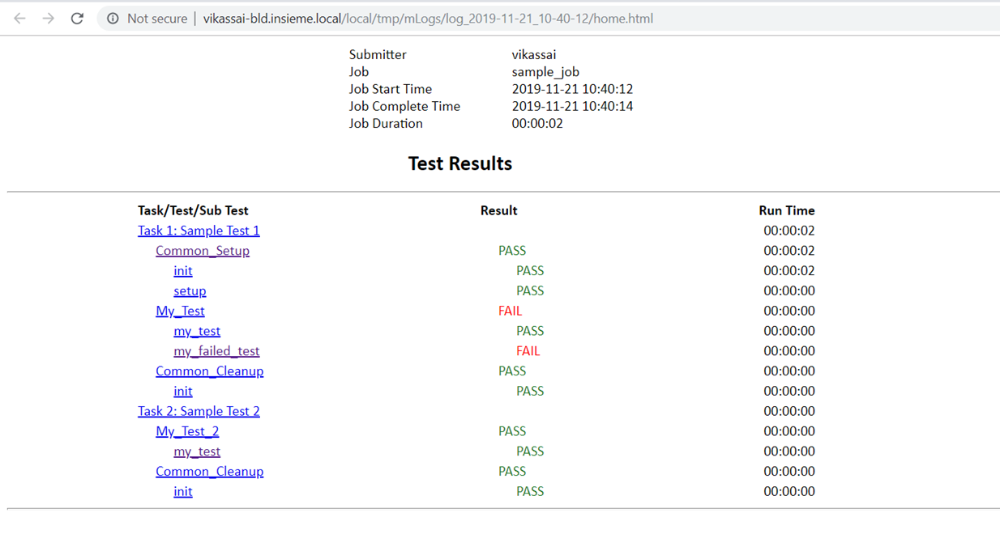 Not secure | vikassai-bld.insieme.local/local/tmp/mLogs/log_2019-11-21_10-40-12/home.html
Submitter vikassai
Job sample_job
Job Start Time 2019-11-21 10:40:12
Job Complete Time 2019-11-21 10:40:14
Job Duration 00:00:02
Test Results
Task/Test/Sub Test Result Run Time
Task 1: Sample Test 1 00:00:02
Common_Setup PASS 00:00:02
init PASS 00:00:02
setup PASS 00:00:00
My_Test FAIL 00:00:00
my_test PASS 00:00:00
my_failed_test FAIL 00:00:00
Common_Cleanup PASS 00:00:00
init PASS 00:00:00
Task 2: Sample Test 2 00:00:00
My_Test_2 PASS 00:00:00
my_test PASS 00:00:00
Common_Cleanup PASS 00:00:00
init PASS 00:00:00